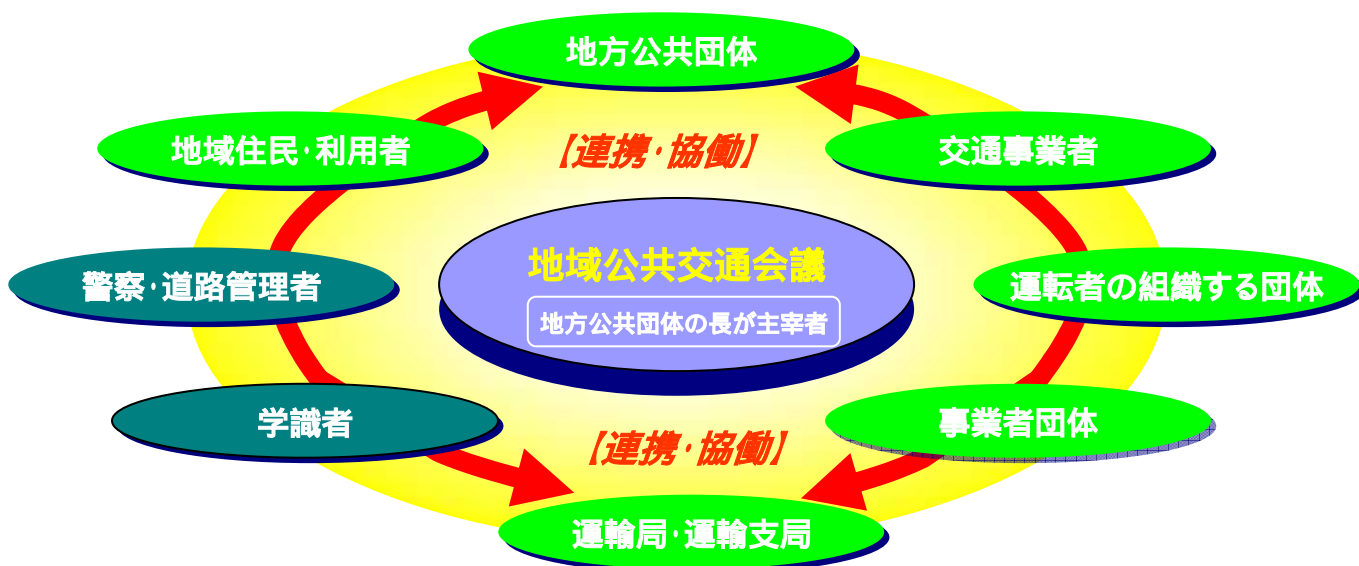 地方公共団体
地域住民・利用者
【連携・協働】
交通事業者
地域公共交通会議
警察・道路管理者
運転者の組織する団体
地方公共団体の長が主宰者
学識者
事業者団体
【連携・協働】
運輸局・運輸支局